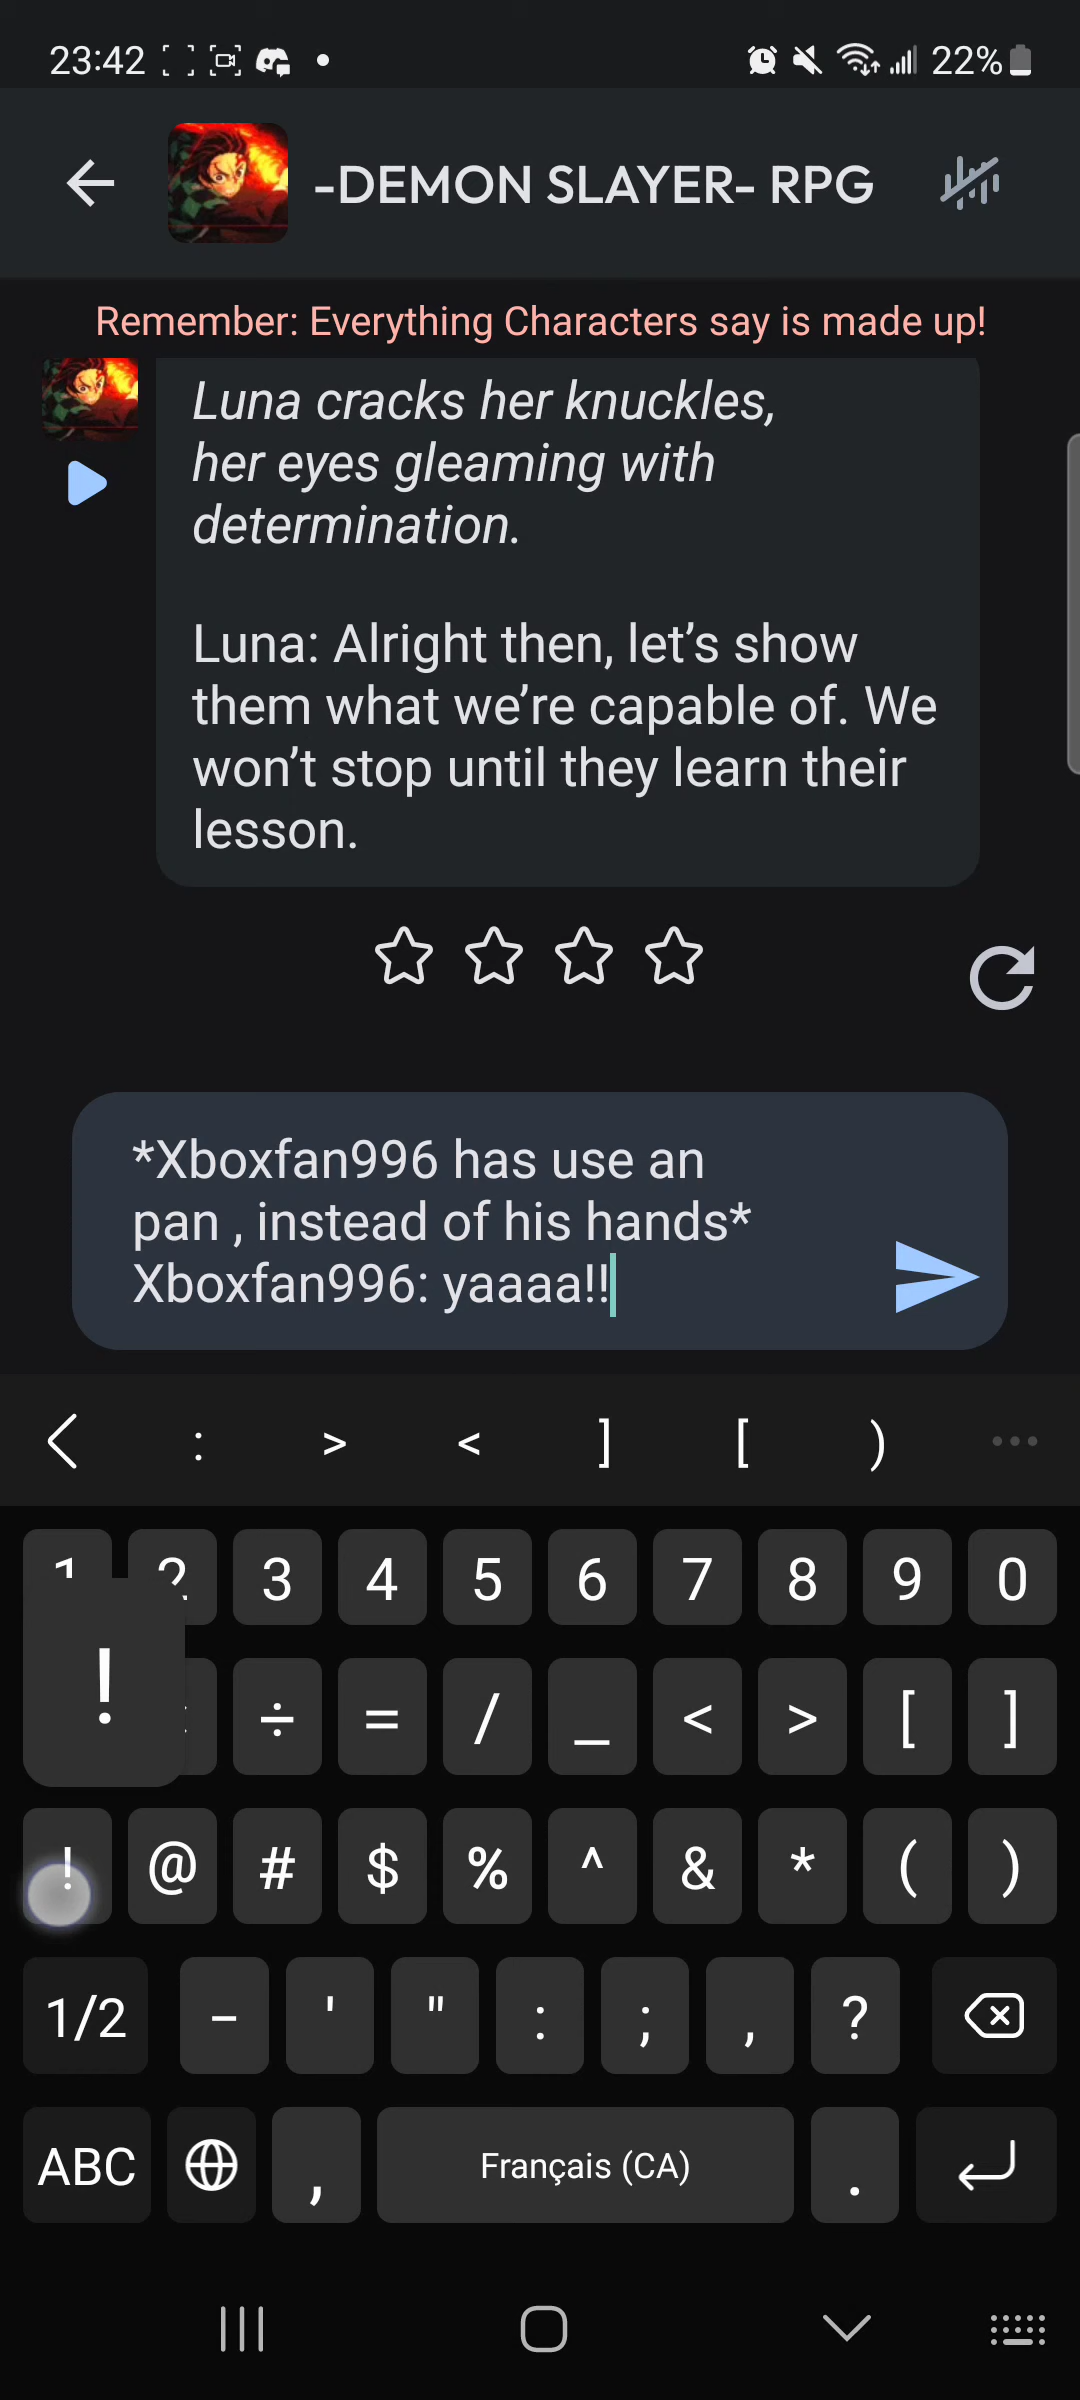 23:42
22%
-DEMON SLAYER- RPG
Remember: Everything Characters say is made up!
Luna cracks her knuckles,
her eyes gleaming with
determination.
Luna: Alright then, let’s show
them what we’re capable of. We
won’t stop until they learn their
lesson.
*Xboxfan996 has use an
pan , instead of his hands*
Xboxfan996: yaaaa!!
: > < ] [ )
1 2 3 4 5 6 7 8 9 0
! ÷ = / _ < > [ ]
! @ # $ % ^ & * ( )
1/2 - ' " : ; , ?
ABC , Français (CA) .